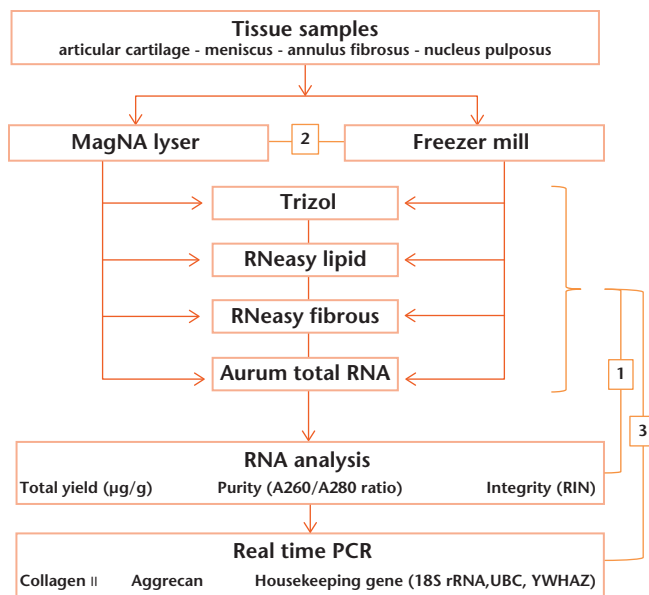 Tissue samples
articular cartilage - meniscus - annulus fibrosus - nucleus pulposus
MagNA lyser
2
Freezer mill
Trizol
RNeasy lipid
RNeasy fibrous
Aurum total RNA
1
3
RNA analysis
Total yield (µg/g) Purity (A260/A280 ratio) Integrity (RIN)
Real time PCR
Collagen II Aggrecan Housekeeping gene (18S rRNA,UBC, YWHAZ)